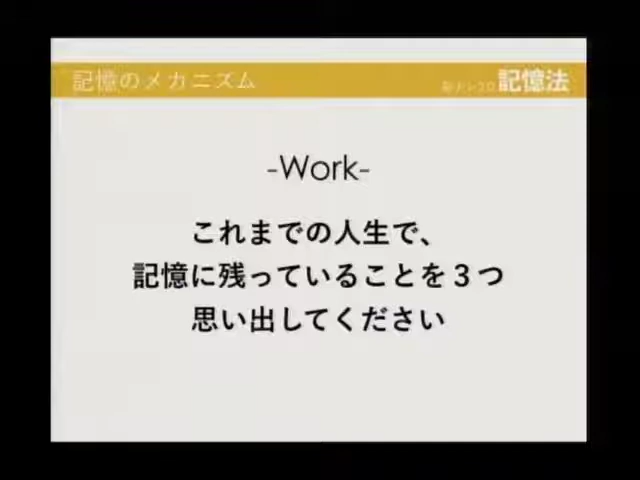 記憶のメカニズム
記憶法
-Work-
これまでの人生で、
記憶に残っていることを３つ
思い出してください